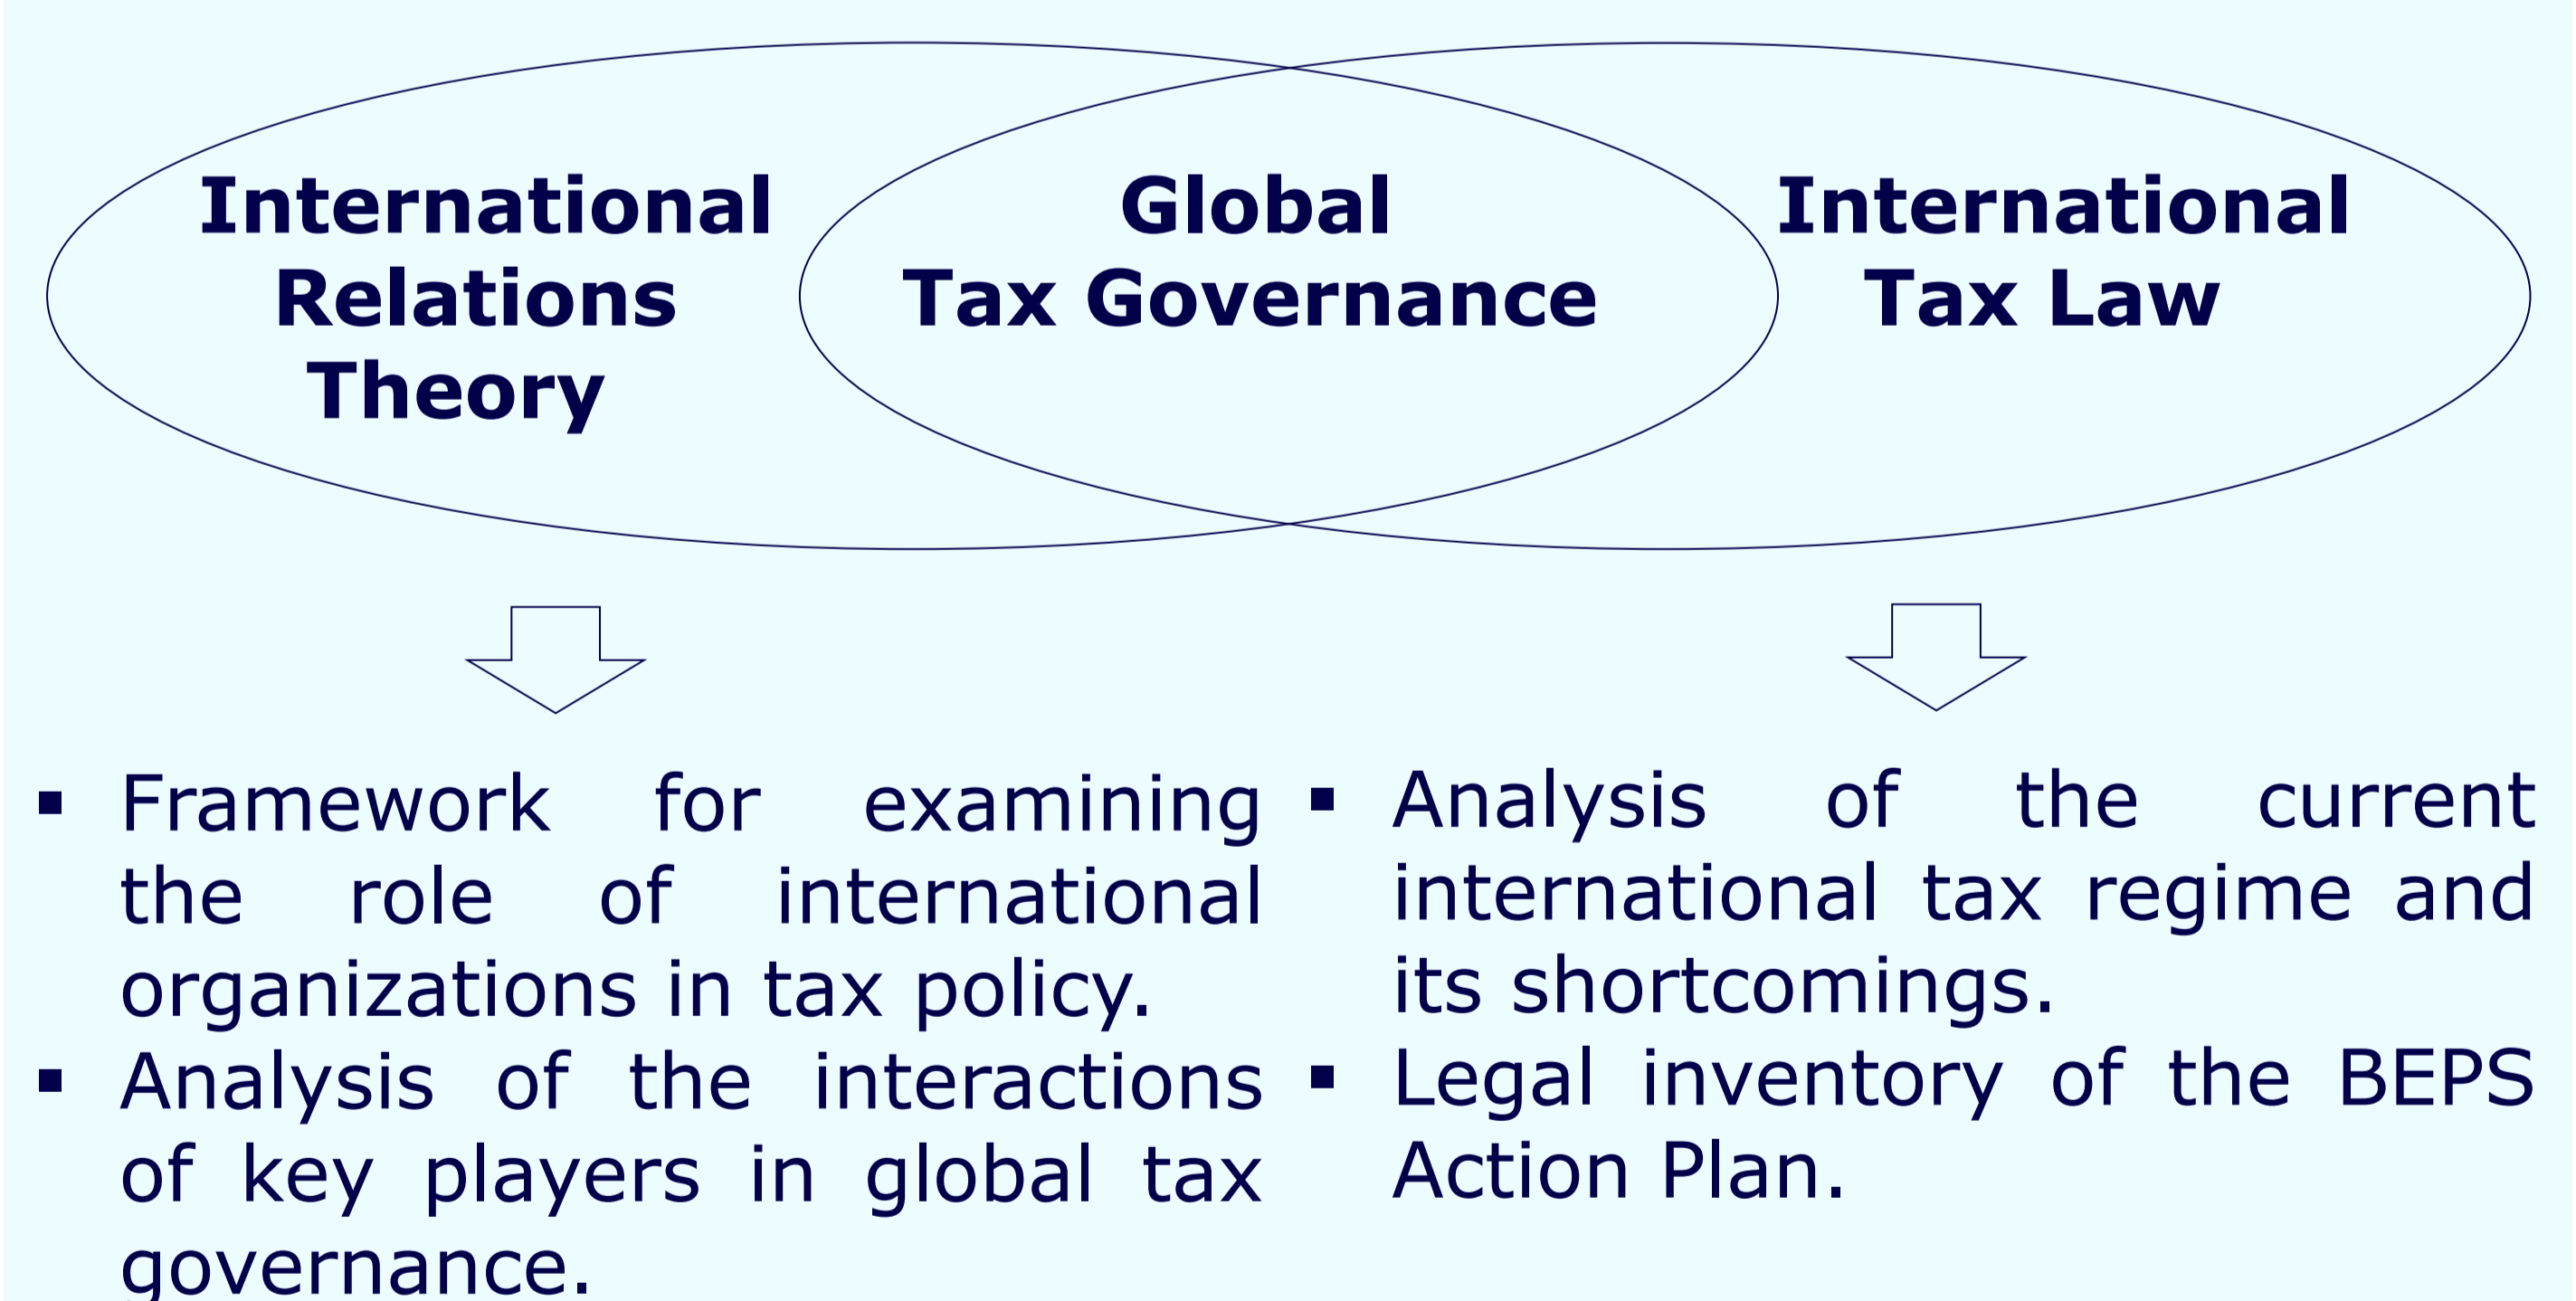 International
Relations
Theory
Global
Tax Governance
International
Tax Law
▪ Framework for examining
the role of international
organizations in tax policy.
▪ Analysis of the interactions
of key players in global tax
governance.
▪ Analysis of the current
international tax regime and
its shortcomings.
▪ Legal inventory of the BEPS
Action Plan.